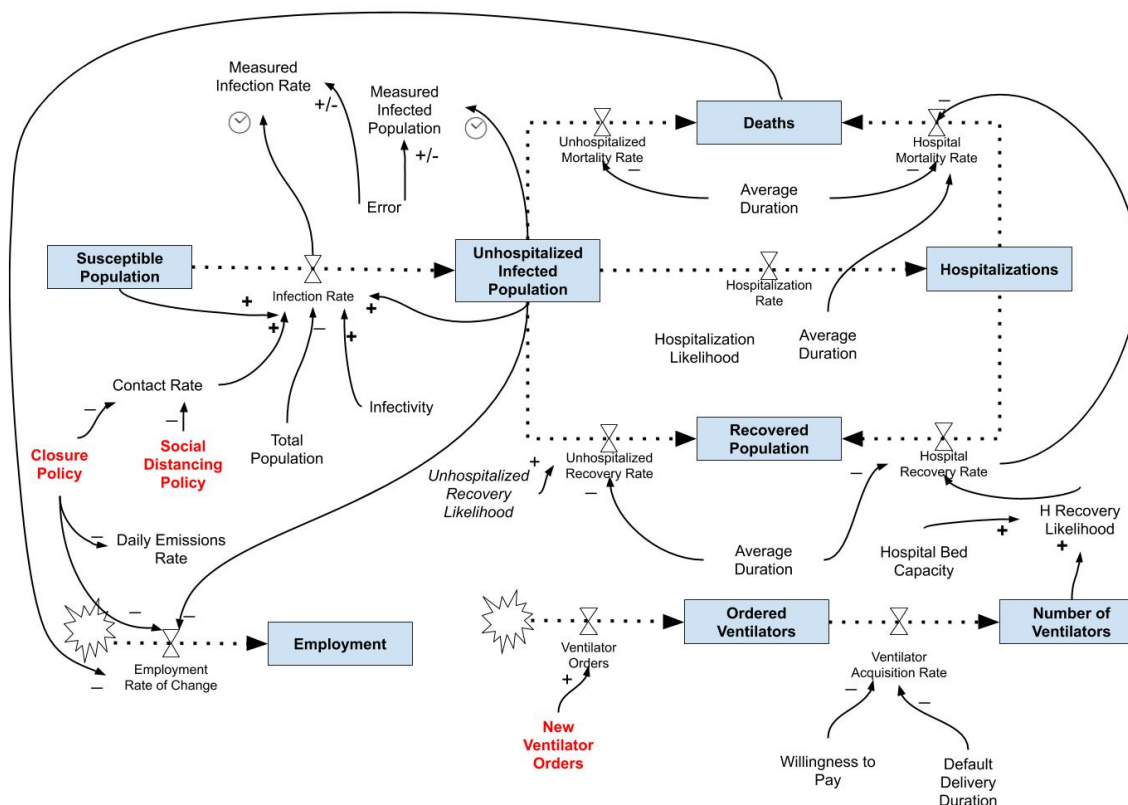 Measured
Infection Rate
+/-
Measured
Infected
Population
+/-
Error
Deaths
Unhospitalized
Mortality Rate
–
Hospital
Mortality Rate
–
–
Average
Duration
Susceptible
Population
Unhospitalized
Infected
Population
Hospitalizations
Infection Rate
+
+
–
+
+
Hospitalization
Rate
Hospitalization
Likelihood
Average
Duration
Contact Rate
–
–
Infectivity
Closure
Policy
Social
Distancing
Policy
Total
Population
Recovered
Population
Unhospitalized
Recovery Rate
+
–
Unhospitalized
Recovery
Likelihood
Hospital
Recovery Rate
–
H Recovery
Likelihood
+
+
–
Daily Emissions
Rate
Average
Duration
Hospital Bed
Capacity
–
–
Employment
Employment
Rate of Change
–
Ordered
Ventilators
Number of
Ventilators
Ventilator
Orders
+
Ventilator
Acquisition Rate
–
–
New
Ventilator
Orders
Willingness to
Pay
Default
Delivery
Duration